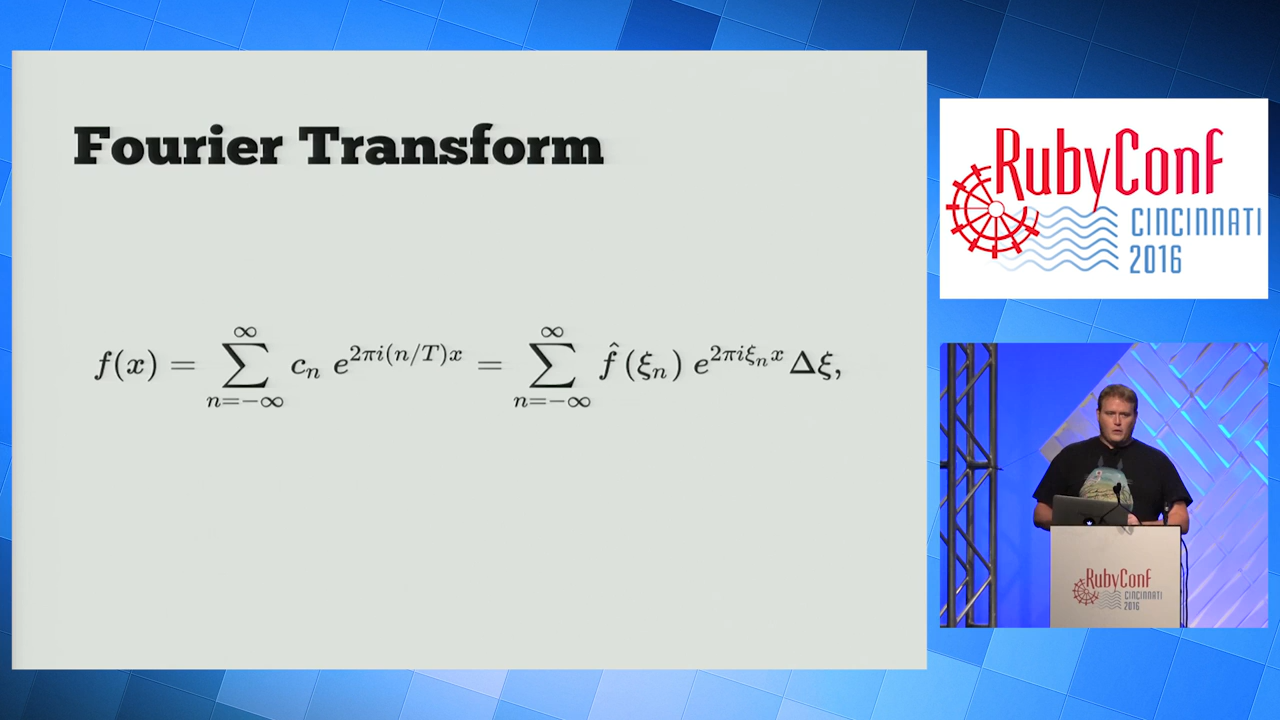 Fourier Transform
f(x) = ∑_{n=−∞}^{∞} c_n e^{2πi(n/T)x} = ∑_{n=−∞}^{∞} f̂(ξ_n) e^{2πiξ_n x} Δξ,
RubyConf
CINCINNATI
2016
RubyConf
CINCINNATI
2016